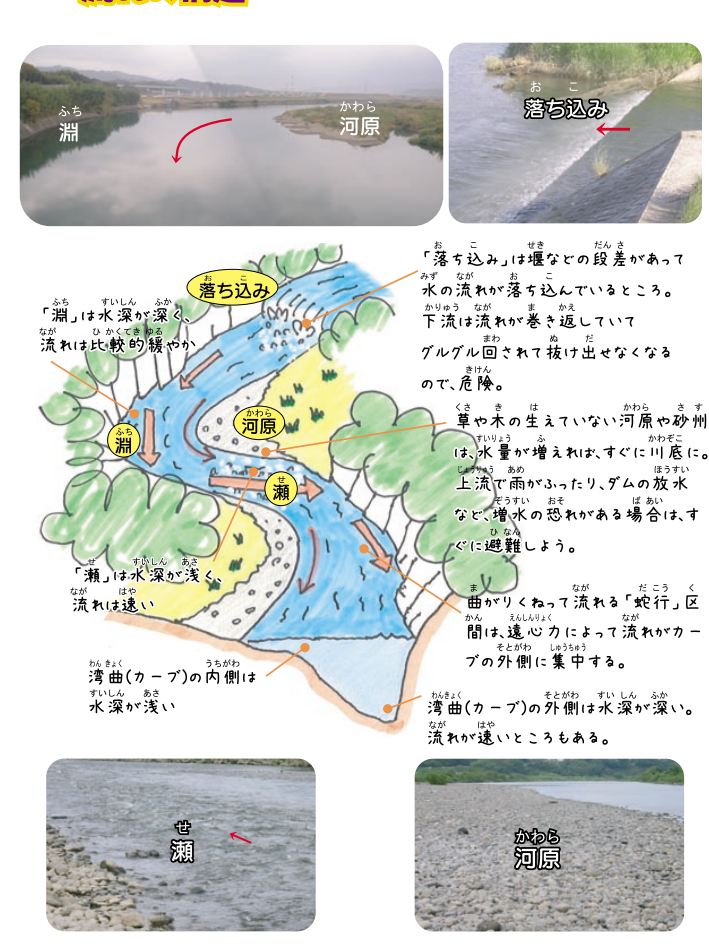 淵
河原
落ち込み
「落ち込み」は堰などの段差があって
水の流れが落ち込んでいるところ。
下流は流れが巻き返していて
グルグル回されて抜け出せなくなる
ので、危険。
落ち込み
「淵」は水深が深く、
流れは比較的緩やか
河原
淵
瀬
草や木の生えていない河原や砂州
は、水量が増えれば、すぐに川底に。
上流で雨がふったり、ダムの放水
など、増水の恐れがある場合は、す
ぐに避難しよう。
「瀬」は水深が浅く、
流れは速い
曲がりくねって流れる「蛇行」区
間は、遠心力によって流れがカー
ブの外側に集中する。
湾曲(カーブ)の内側は
水深が浅い
湾曲(カーブ)の外側は水深が深い。
流れが速いところもある。
瀬
河原